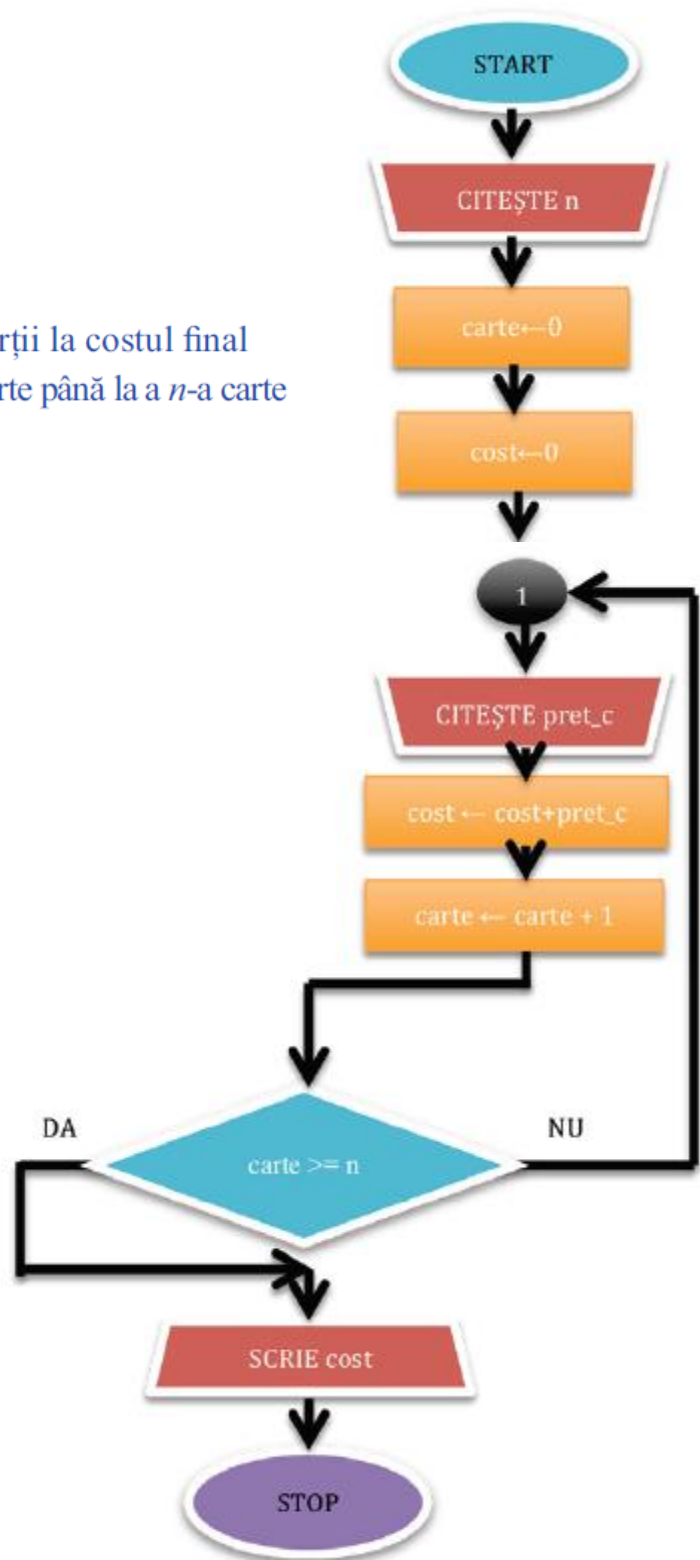 START
CITEȘTE n
carte←0
rții la costul final
rte până la a n-a carte
cost←0
1
CITEȘTE pret_c
cost ← cost+pret_c
carte ← carte + 1
DA
NU
carte >= n
SCRIE cost
STOP